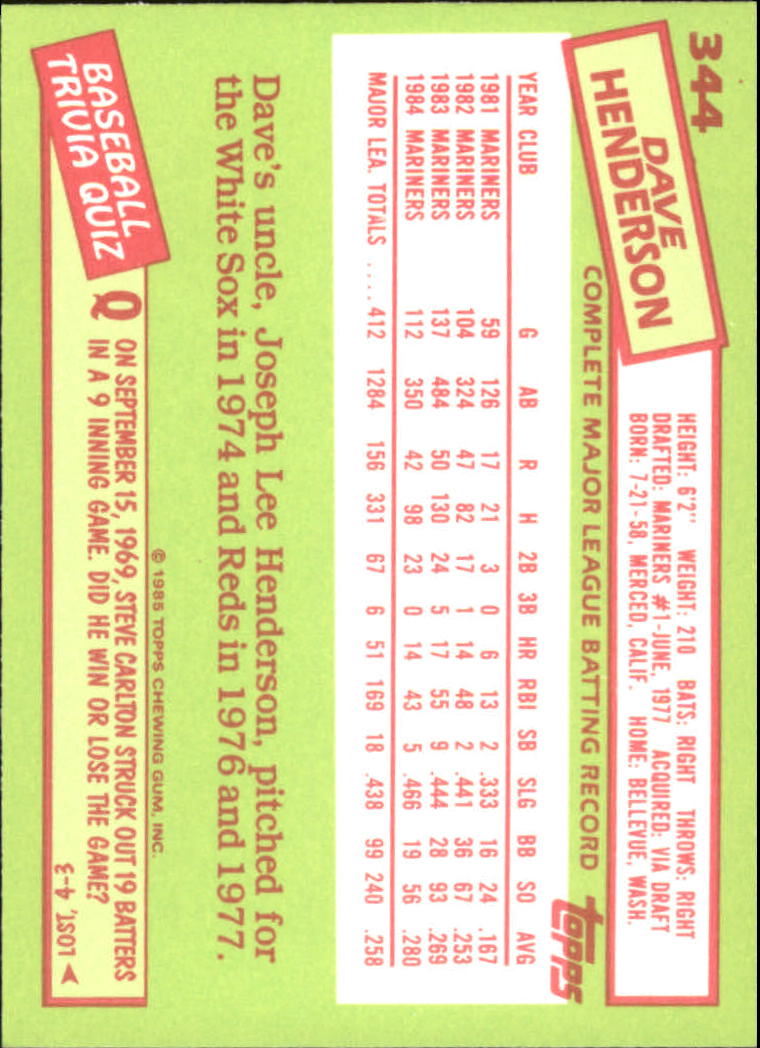 344
DAVE
HENDERSON
HEIGHT: 6'2" WEIGHT: 210 BATS: RIGHT THROWS: RIGHT
DRAFTED: MARINERS #1-JUNE, 1977 ACQUIRED: VIA DRAFT
BORN: 7-21-58, MERCED, CALIF. HOME: BELLEVUE, WASH.
COMPLETE MAJOR LEAGUE BATTING RECORD
topps
YEAR CLUB G AB R H 2B 3B HR RBI SB SLG BB SO AVG
1981 MARINERS 59 126 17 21 3 0 6 13 2 .333 16 24 .167
1982 MARINERS 104 324 47 82 17 1 14 48 2 .441 36 67 .253
1983 MARINERS 137 484 50 130 24 5 17 55 9 .444 28 93 .269
1984 MARINERS 112 350 42 98 23 0 14 43 5 .466 19 56 .280
MAJOR LEA. TOTALS .... 412 1284 156 331 67 6 51 169 18 .438 99 240 .258
Dave's uncle, Joseph Lee Henderson, pitched for
the White Sox in 1974 and Reds in 1976 and 1977.
© 1985 TOPPS CHEWING GUM, INC.
BASEBALL
TRIVIA QUIZ
Q ON SEPTEMBER 15, 1969, STEVE CARLTON STRUCK OUT 19 BATTERS
IN A 9 INNING GAME. DID HE WIN OR LOSE THE GAME?
LOST, 4-3